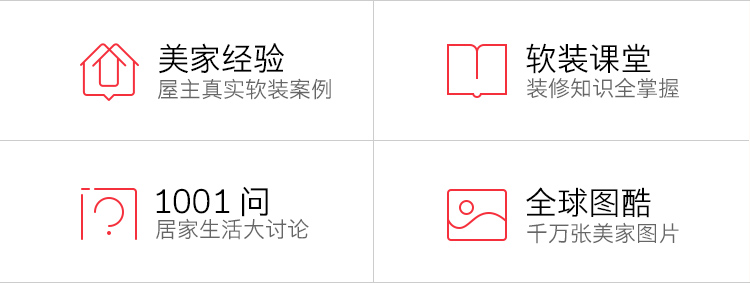 美家经验
屋主真实软装案例
软装课堂
装修知识全掌握
1001 问
居家生活大讨论
全球图酷
千万张美家图片